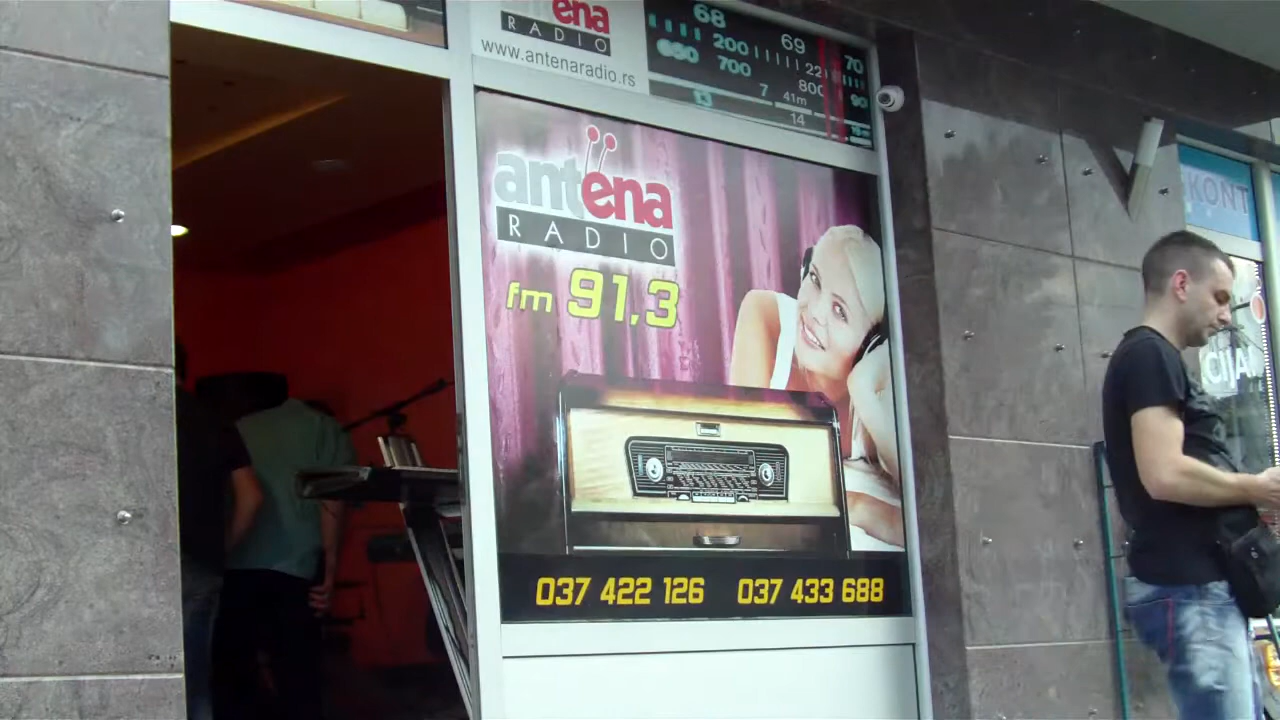 antena
RADIO
www.antenaradio.rs
68 69 70
200 22
650 700 800 90
7 41m
13 14
antena
RADIO
fm 91,3
037 422 126 037 433 688
KONT
CIJAL